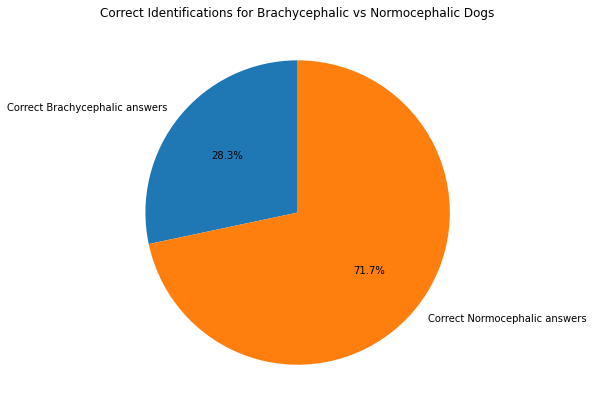 Correct Identifications for Brachycephalic vs Normocephalic Dogs
Correct Brachycephalic answers
28.3%
71.7%
Correct Normocephalic answers